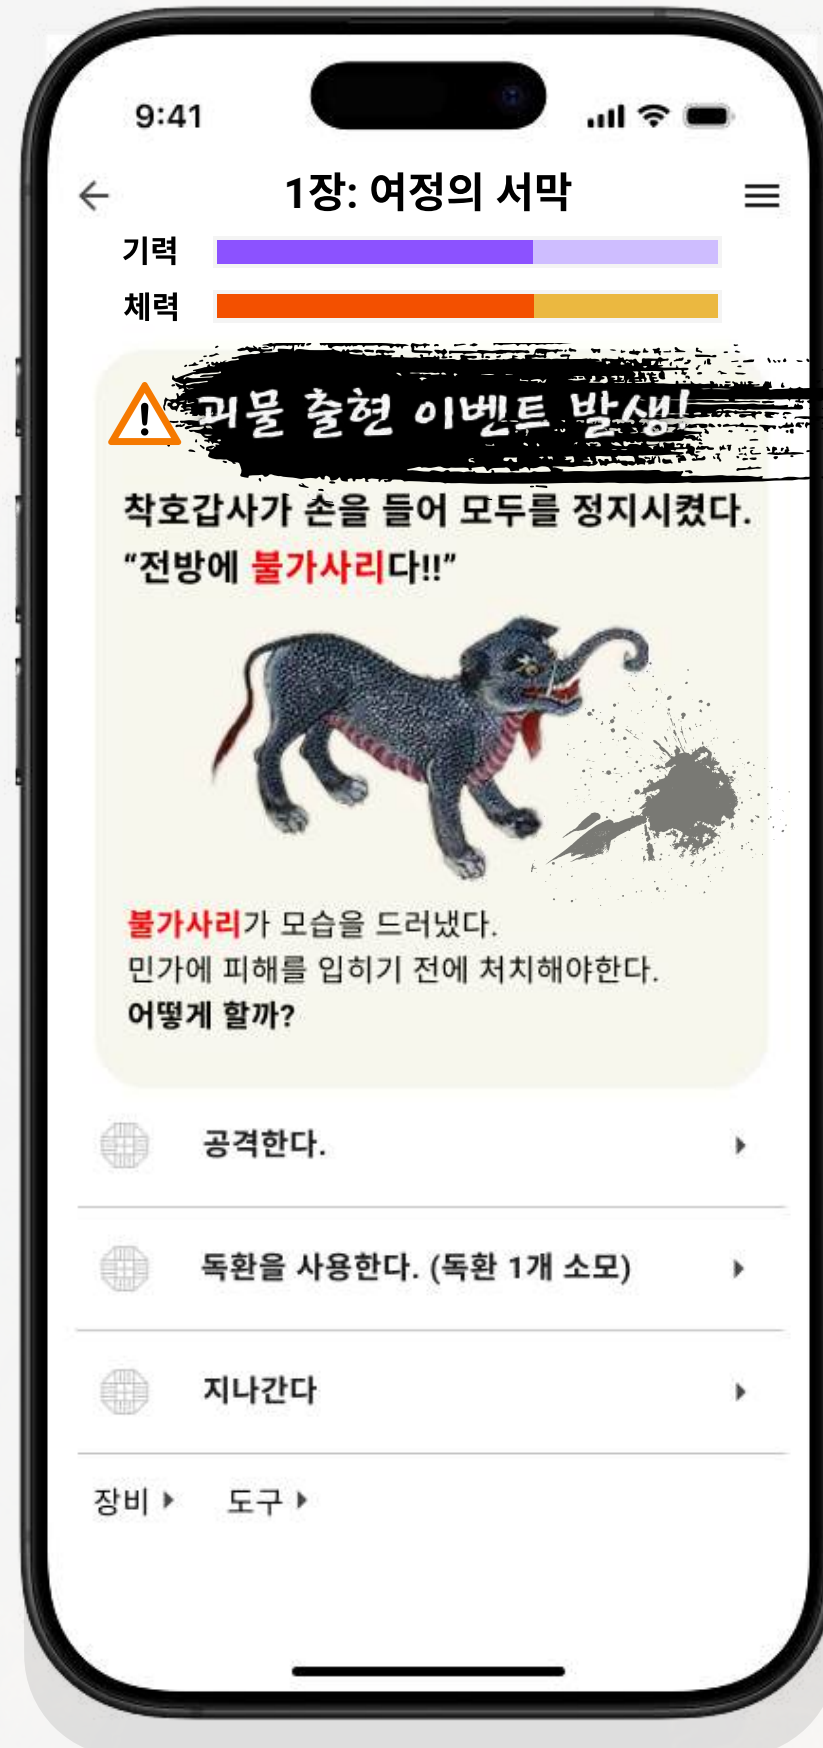 9:41
1장: 여정의 서막
기력
체력
괴물 출현 이벤트 발생!
착호갑사가 손을 들어 모두를 정지시켰다.
“전방에 불가사리다!!”
불가사리가 모습을 드러냈다.
민가에 피해를 입히기 전에 처치해야한다.
어떻게 할까?
공격한다.
독환을 사용한다. (독환 1개 소모)
지나간다
장비 도구